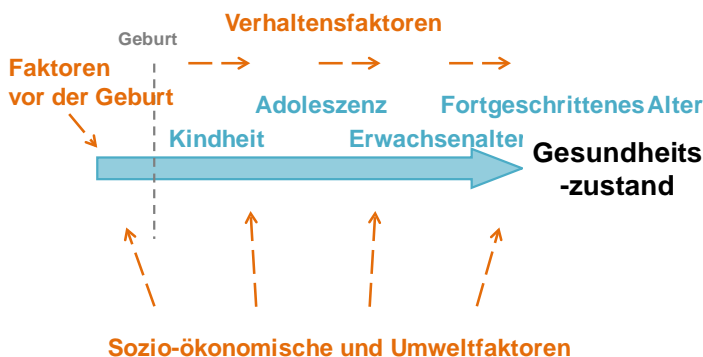 Verhaltensfaktoren
Geburt
Faktoren
vor der Geburt
Adoleszenz
Fortgeschrittenes Alter
Kindheit
Erwachsenalter
Gesundheits
-zustand
Sozio-ökonomische und Umweltfaktoren